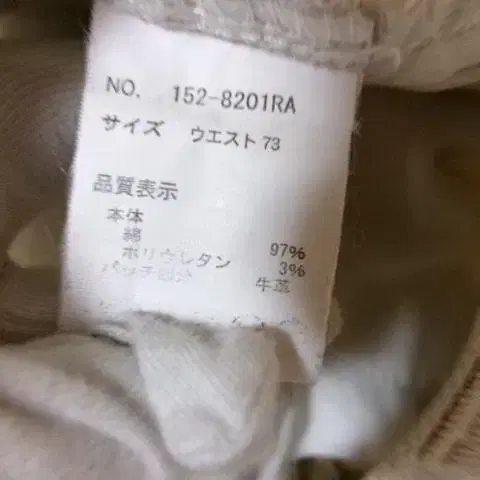 NO. 152-8201RA
サイズ ウエスト73
品質表示
本体
綿 97%
ポリウレタン 3%
パッチ部分 牛革